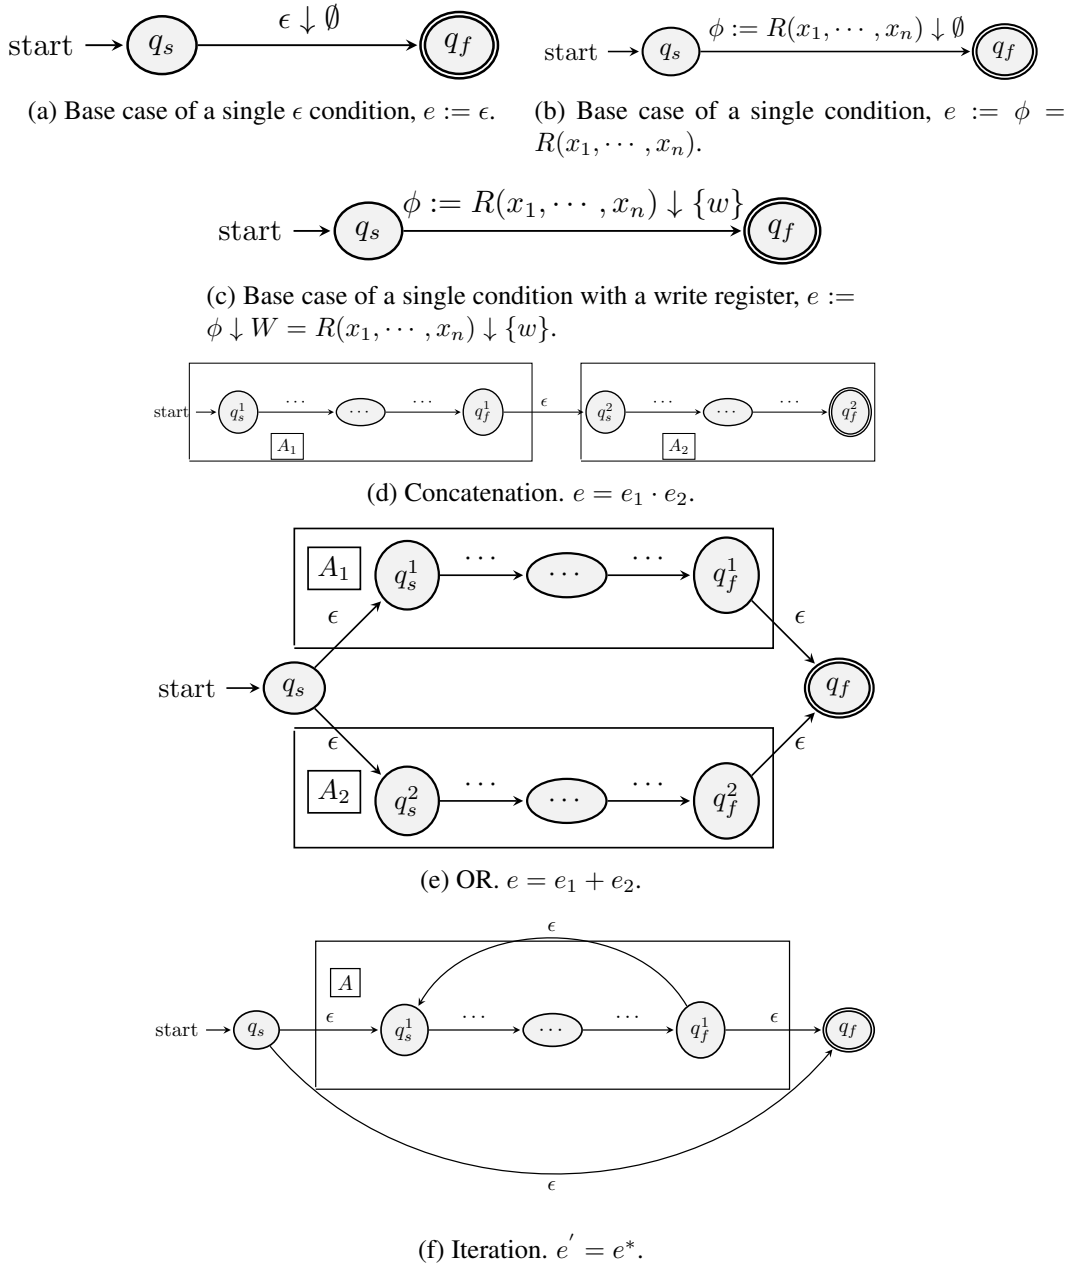 ϵ ↓ ∅
start q_s q_f
(a) Base case of a single ϵ condition, e := ϵ.
ϕ := R(x_1, ⋯ , x_n) ↓ ∅
start q_s q_f
(b) Base case of a single condition, e := ϕ =
R(x_1, ⋯ , x_n).
ϕ := R(x_1, ⋯ , x_n) ↓ {w}
start q_s q_f
(c) Base case of a single condition with a write register, e :=
ϕ ↓ W = R(x_1, ⋯ , x_n) ↓ {w}.
⋯ ⋯ ϵ ⋯ ⋯
start q_s^1 ⋯ q_f^1 q_s^2 ⋯ q_f^2
A_1 A_2
(d) Concatenation. e = e_1 · e_2.
⋯ ⋯
A_1 q_s^1 ⋯ q_f^1
ϵ ϵ
start q_s q_f
ϵ ϵ
⋯ ⋯
A_2 q_s^2 ⋯ q_f^2
(e) OR. e = e_1 + e_2.
ϵ
A
ϵ ⋯ ⋯ ϵ
start q_s q_s^1 ⋯ q_f^1 q_f
ϵ
(f) Iteration. e^' = e^*.